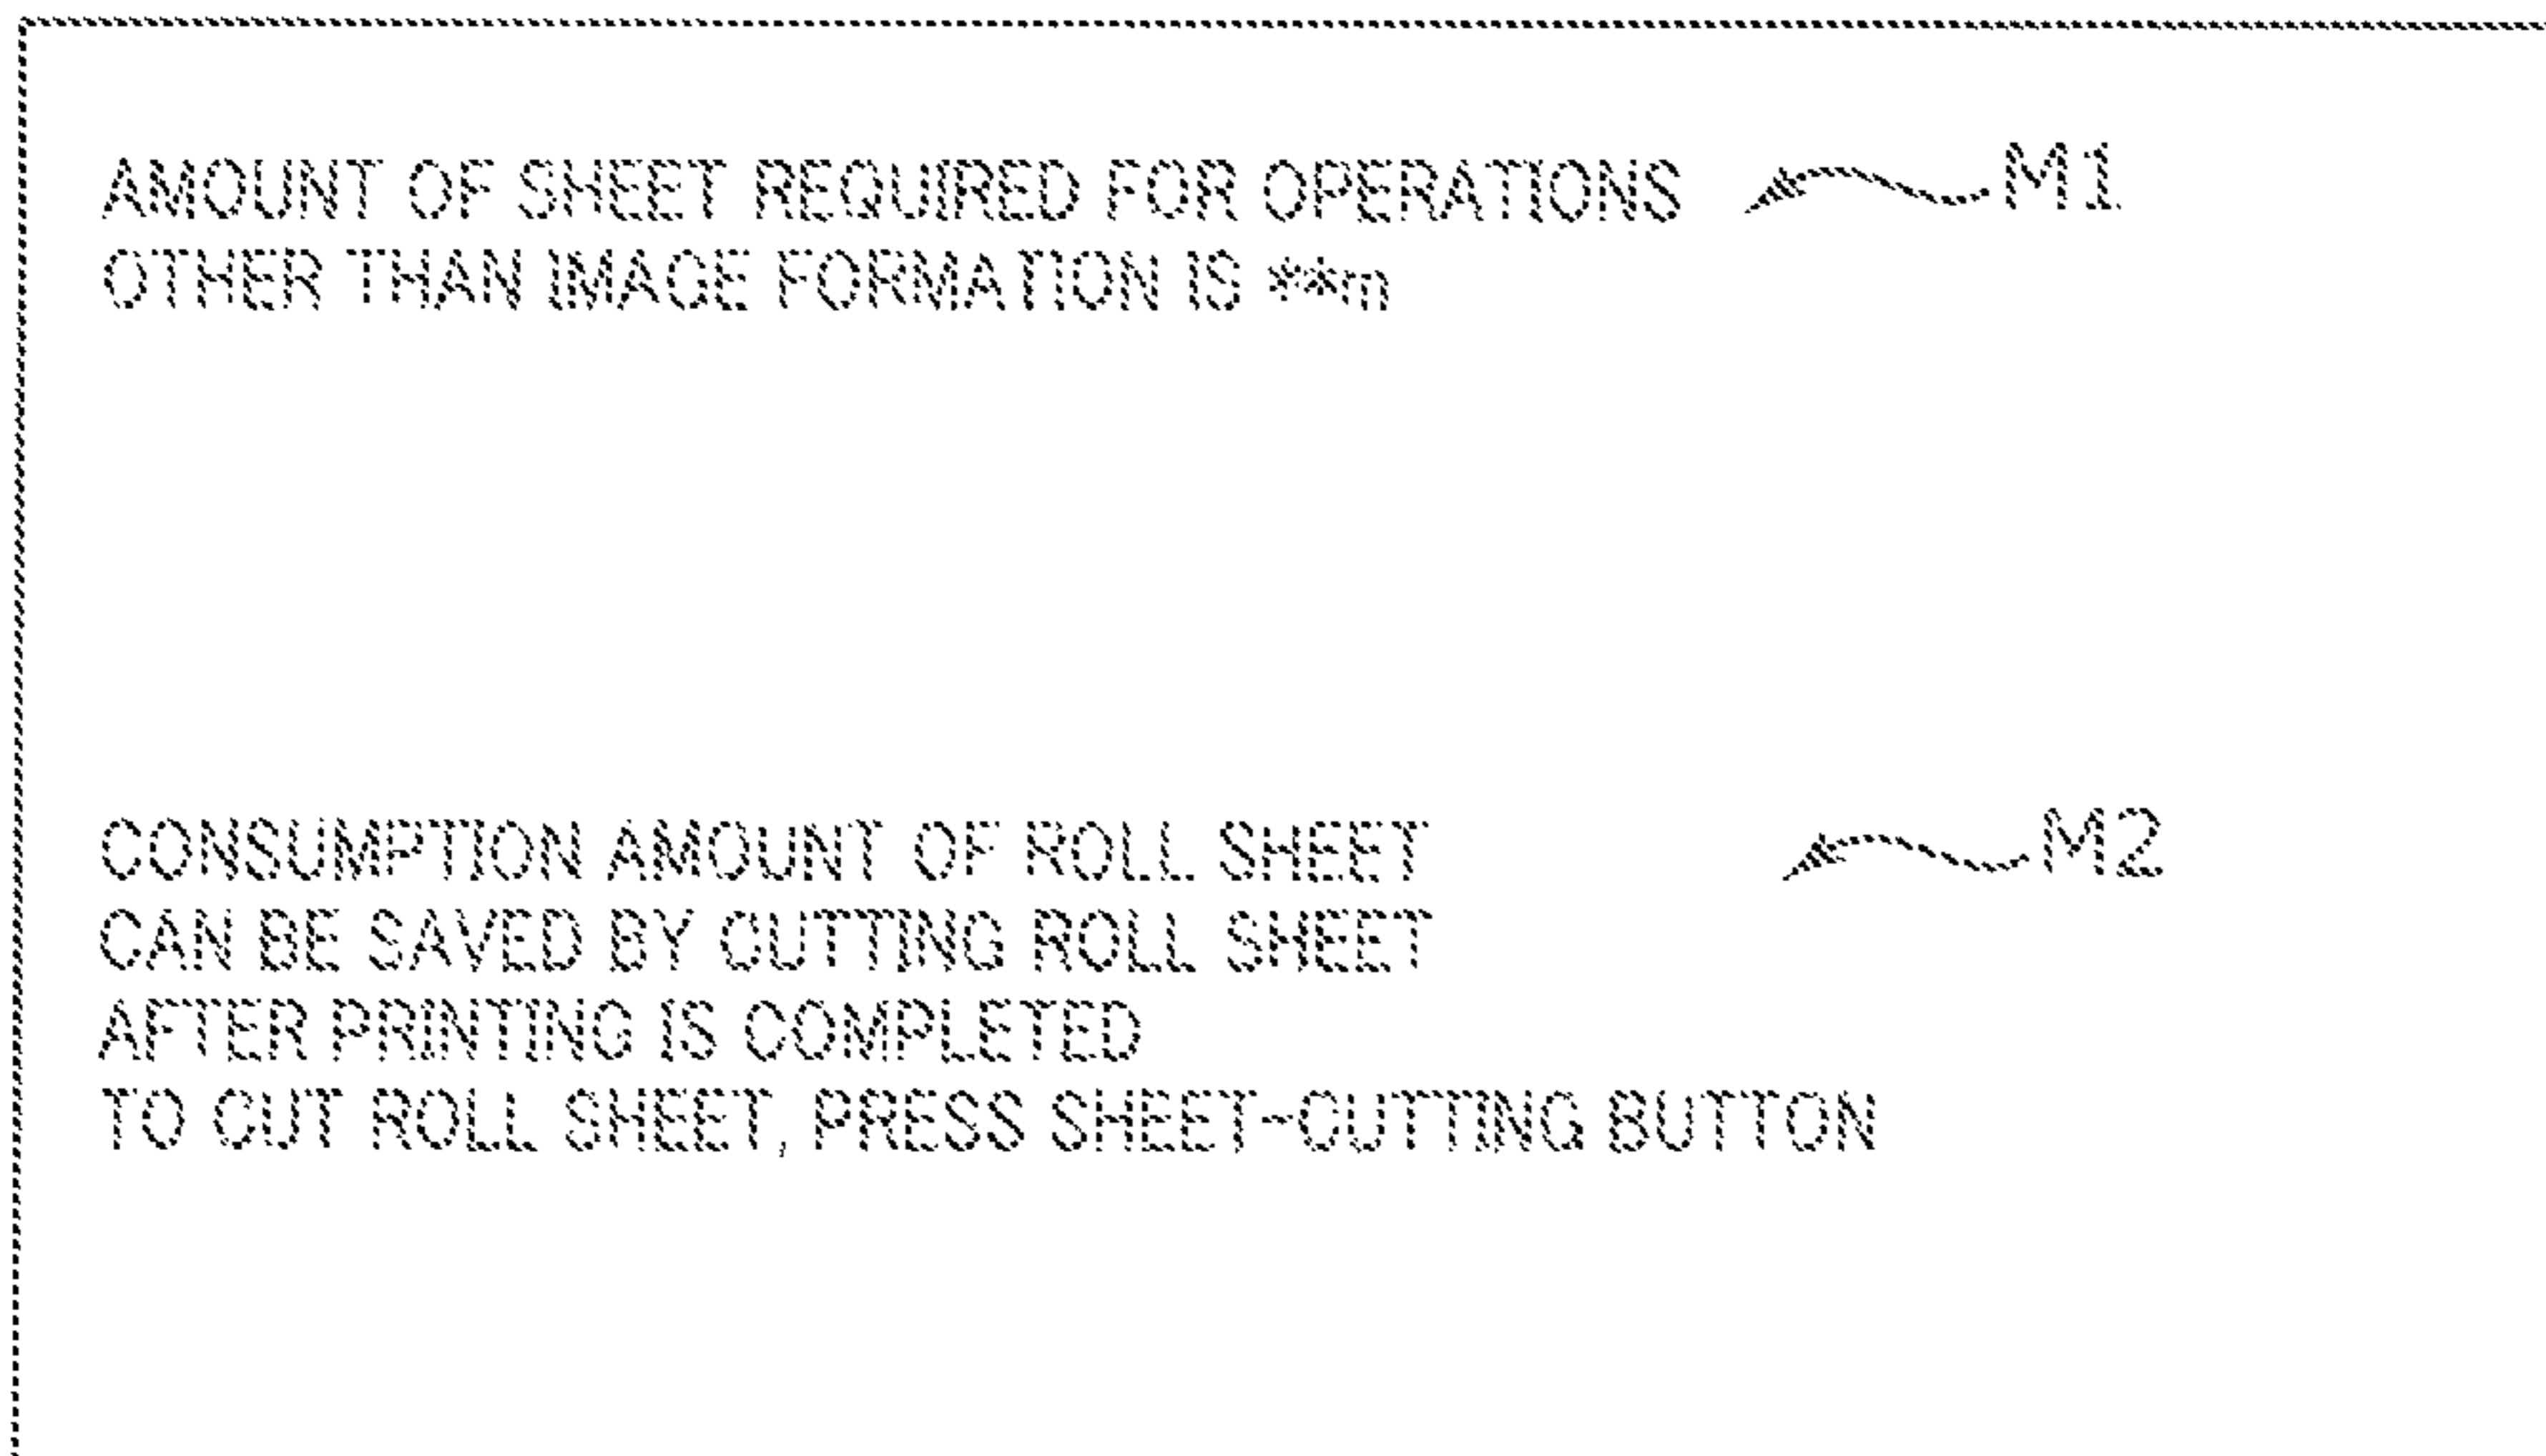 AMOUNT OF SHEET REQUIRED FOR OPERATIONS M1
OTHER THAN IMAGE FORMATION IS **m
CONSUMPTION AMOUNT OF ROLL SHEET M2
CAN BE SAVED BY CUTTING ROLL SHEET
AFTER PRINTING IS COMPLETED
TO CUT ROLL SHEET, PRESS SHEET-CUTTING BUTTON